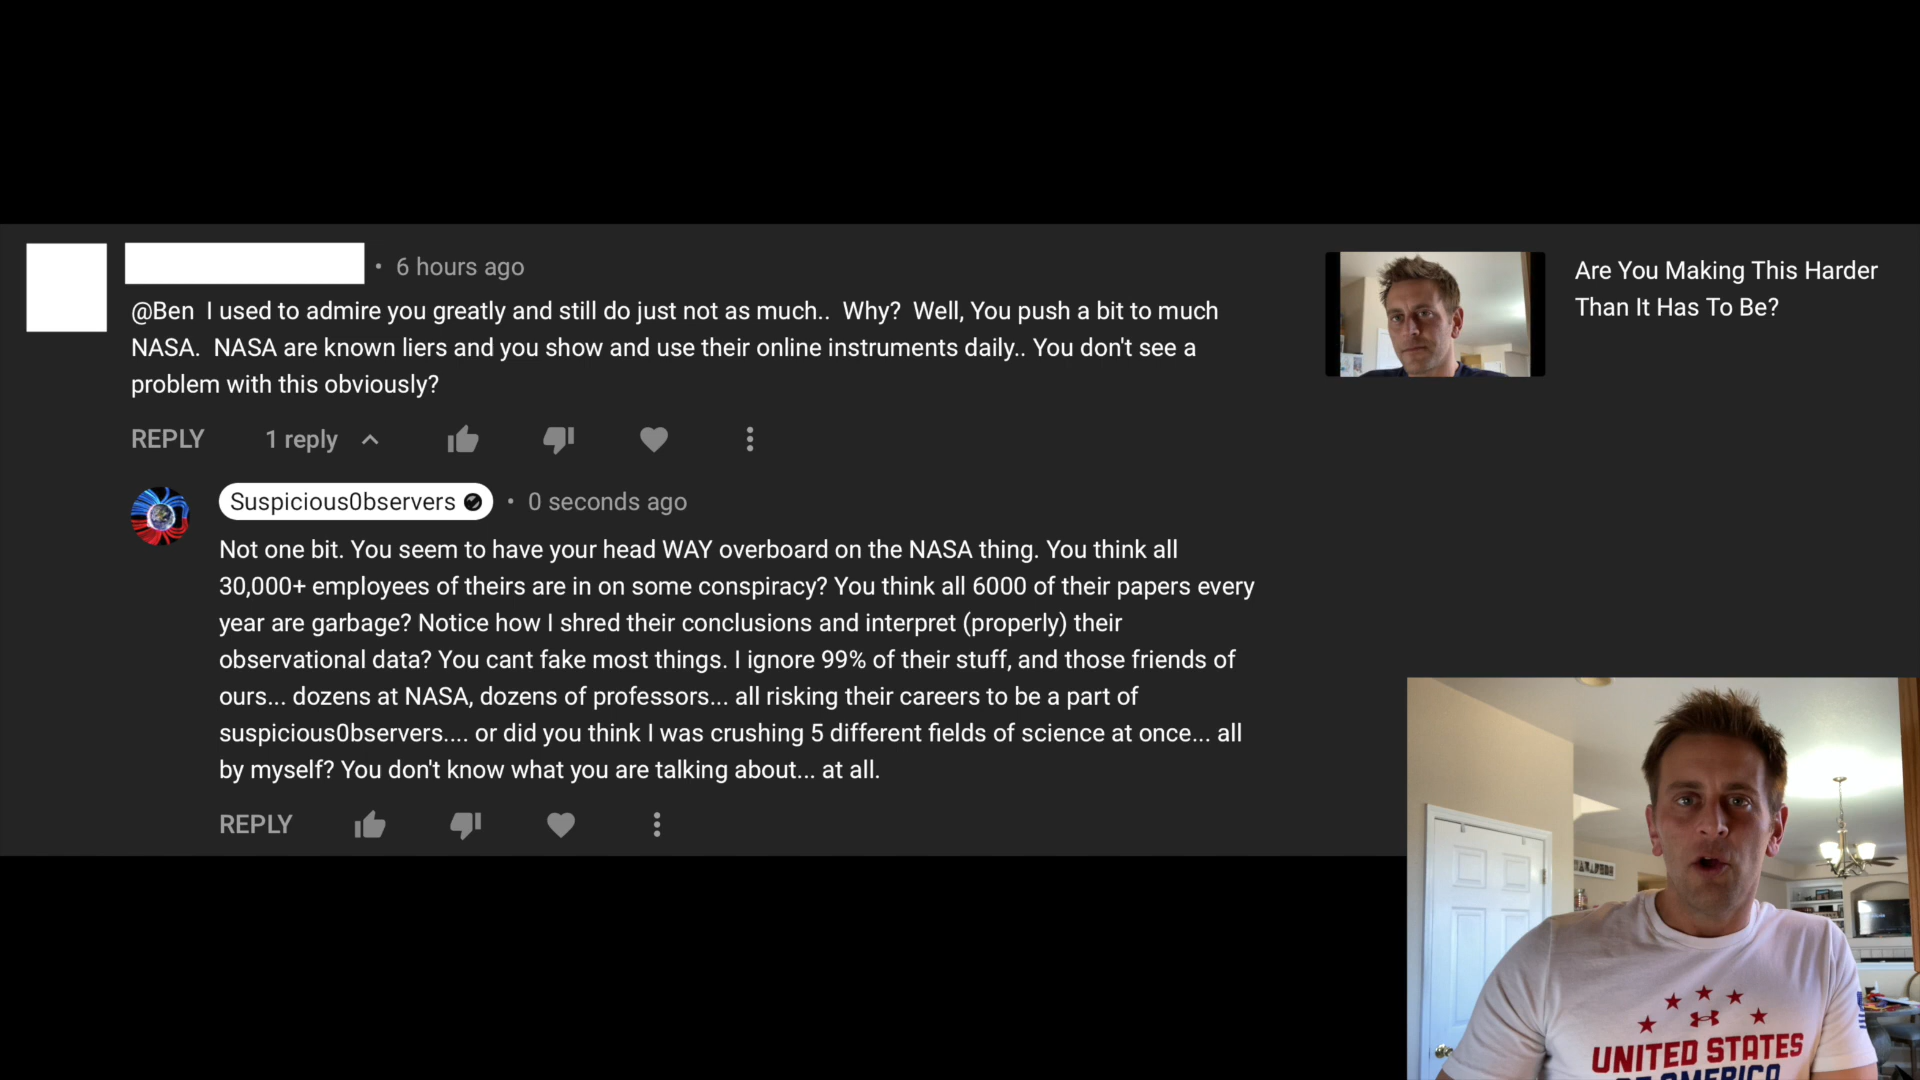 • 6 hours ago
@Ben I used to admire you greatly and still do just not as much.. Why? Well, You push a bit to much
NASA. NASA are known liers and you show and use their online instruments daily.. You don't see a
problem with this obviously?
REPLY 1 reply
Suspicious0bservers • 0 seconds ago
Not one bit. You seem to have your head WAY overboard on the NASA thing. You think all
30,000+ employees of theirs are in on some conspiracy? You think all 6000 of their papers every
year are garbage? Notice how I shred their conclusions and interpret (properly) their
observational data? You cant fake most things. I ignore 99% of their stuff, and those friends of
ours... dozens at NASA, dozens of professors... all risking their careers to be a part of
suspicious0bservers.... or did you think I was crushing 5 different fields of science at once... all
by myself? You don't know what you are talking about... at all.
REPLY
Are You Making This Harder
Than It Has To Be?
UNITED STATES
OF AMERICA